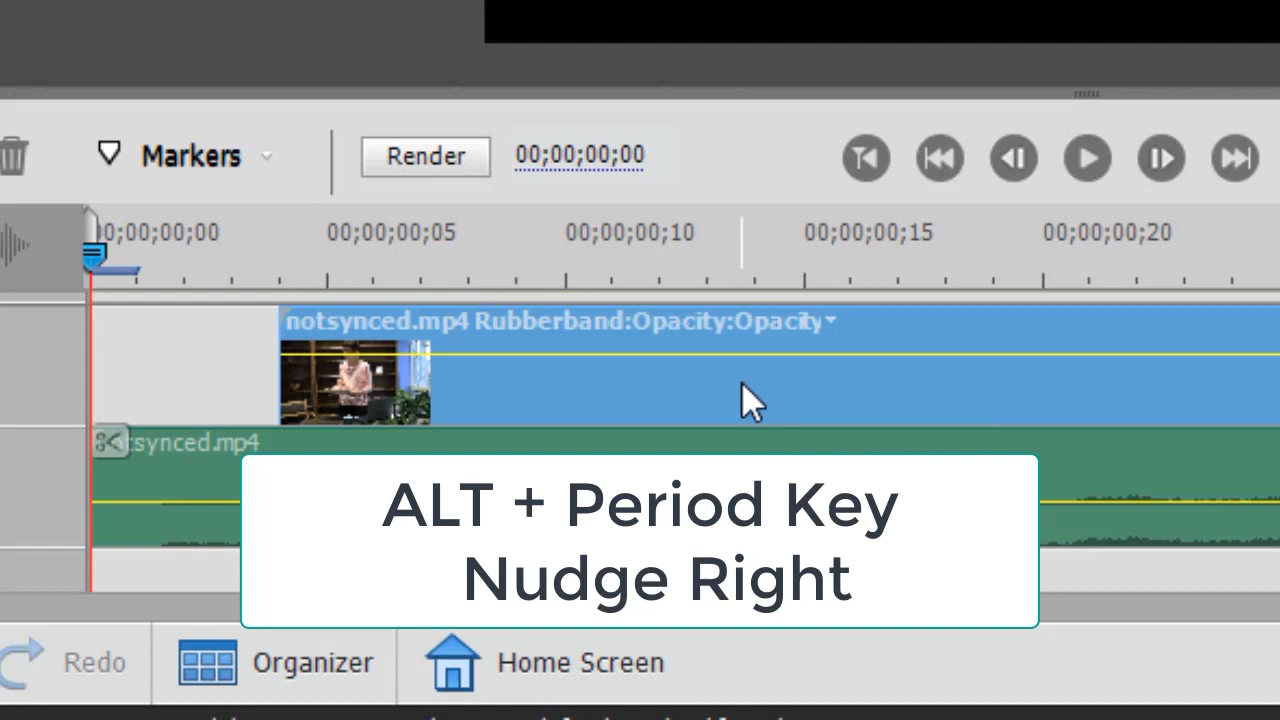 Markers
Render
00;00;00;00
0;00;00;00
00;00;00;05
00;00;00;10
00;00;00;15
00;00;00;20
notsynced.mp4 Rubberband:Opacity:Opacity
tsynced.mp4
ALT + Period Key
Nudge Right
Redo
Organizer
Home Screen